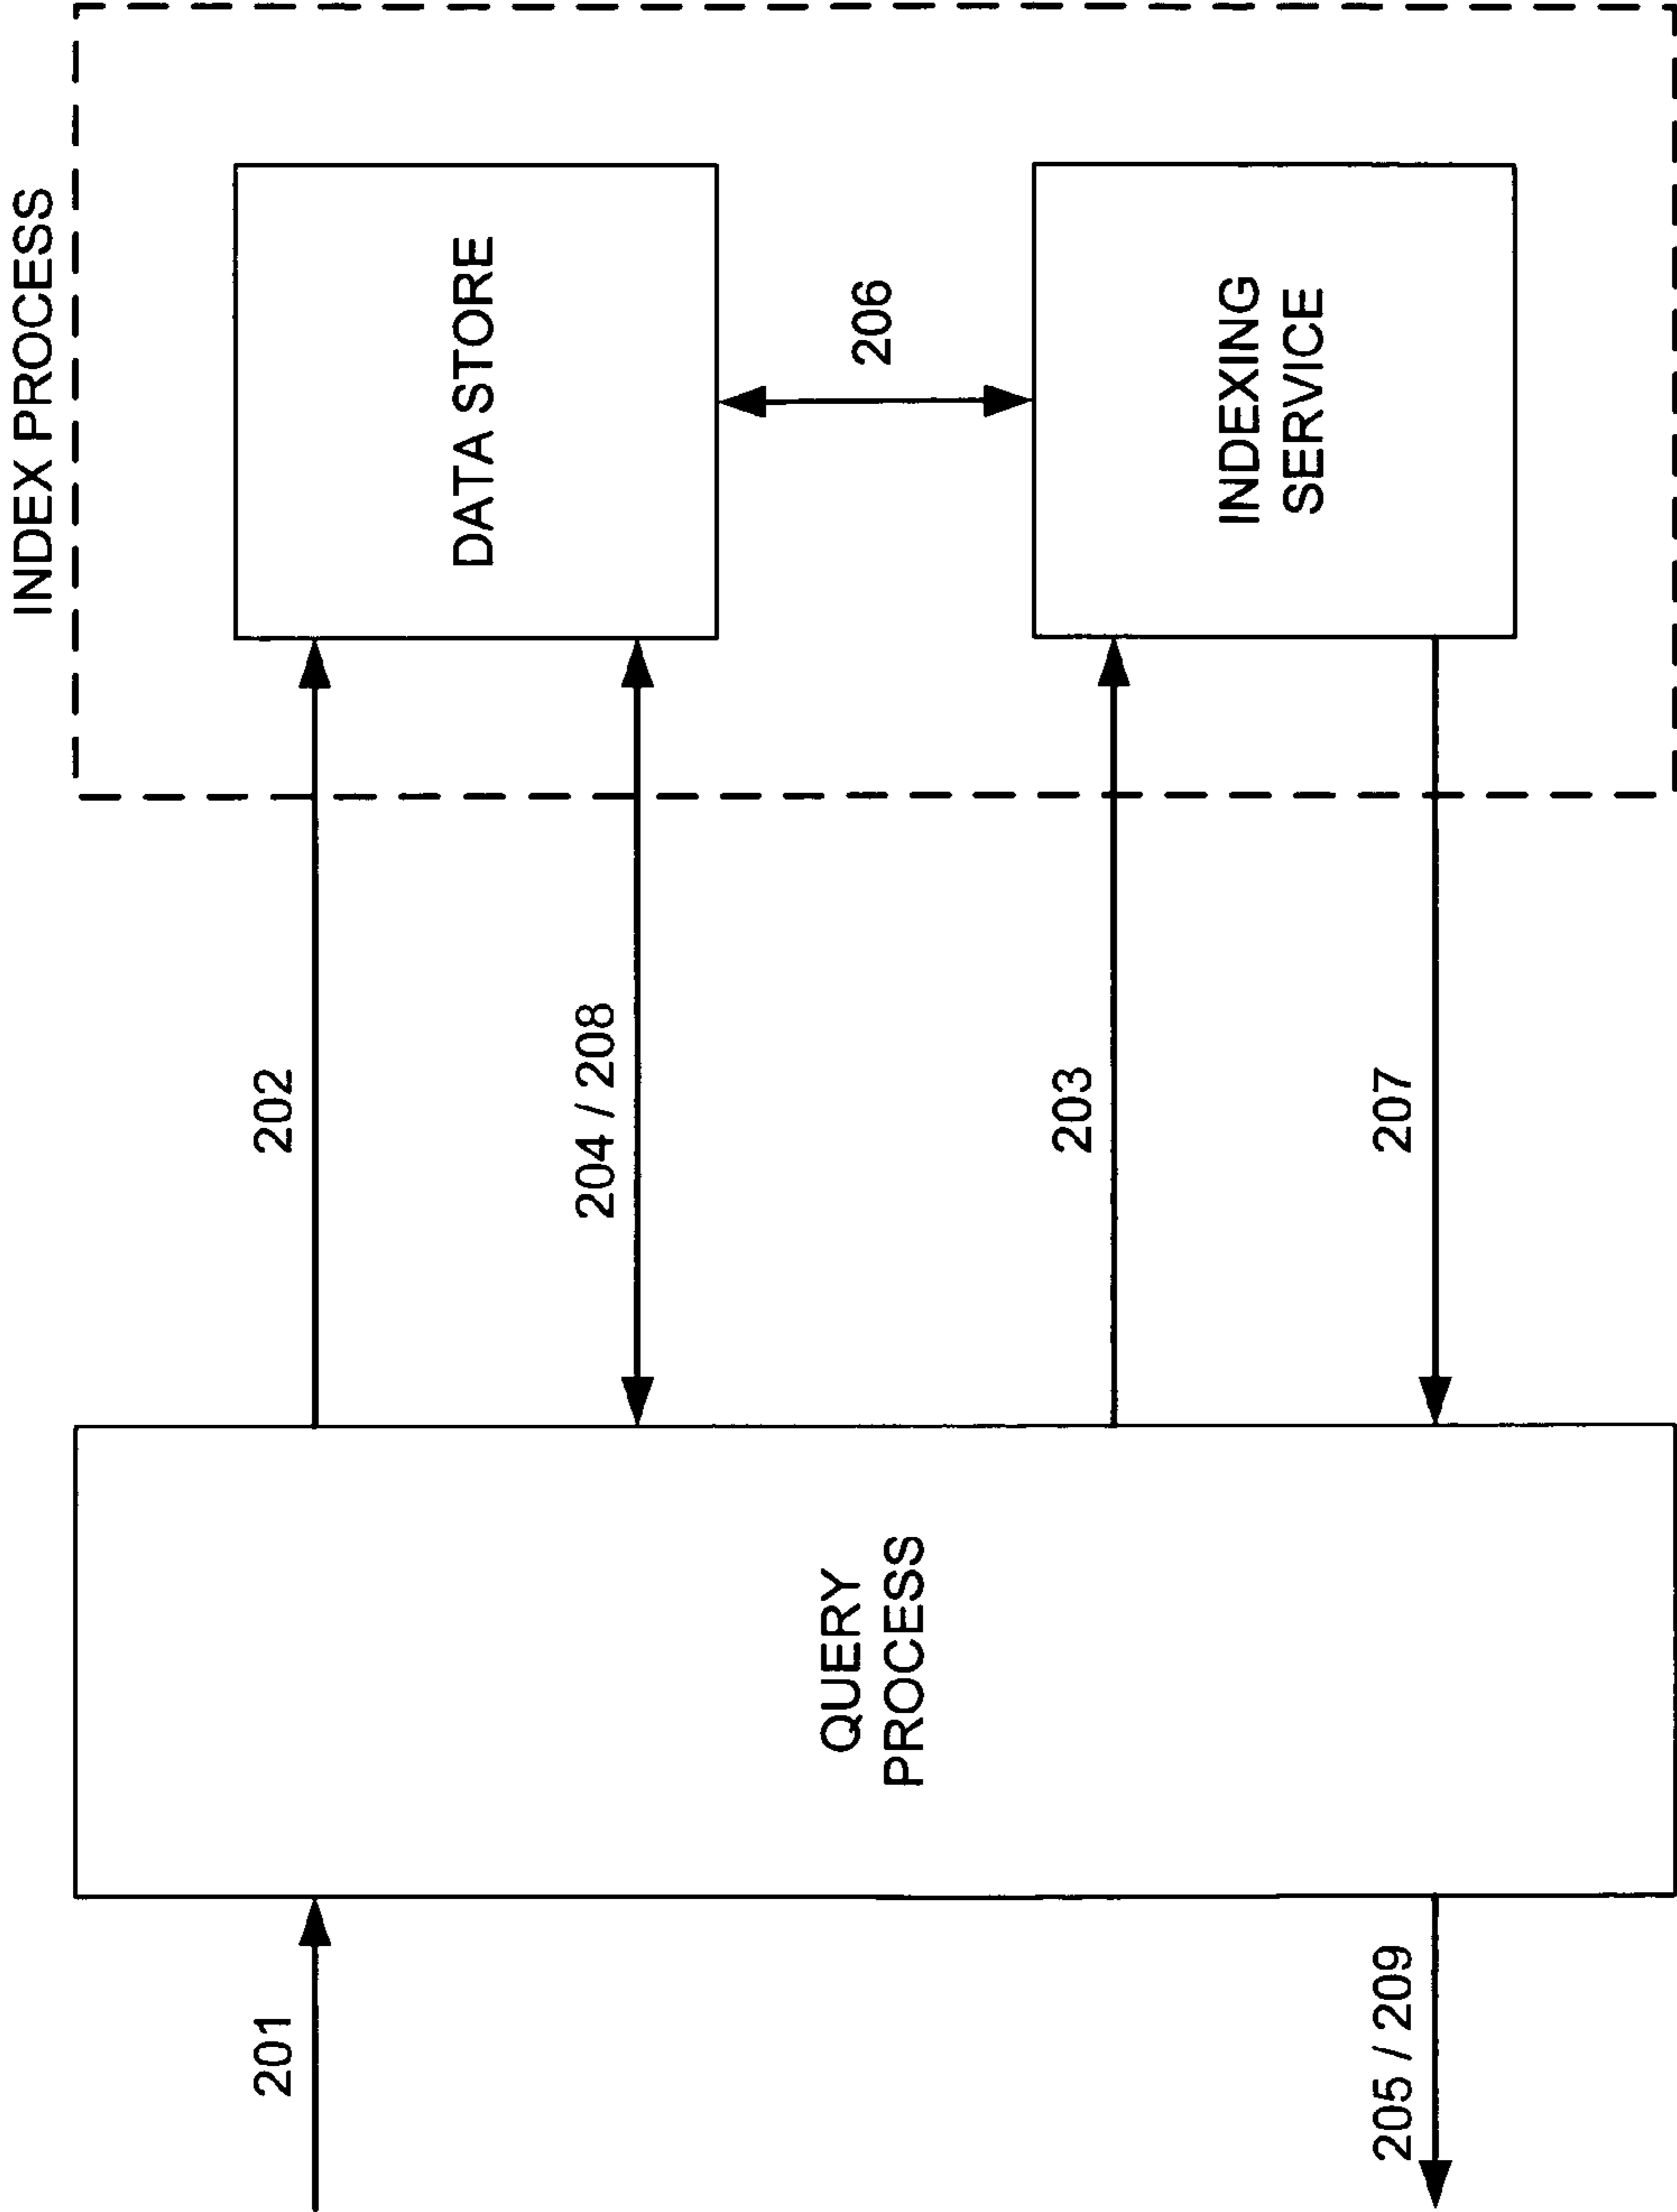 INDEX PROCESS
201
202
DATA STORE
204 / 208
QUERY
PROCESS
206
203
INDEXING
SERVICE
205 / 209
207